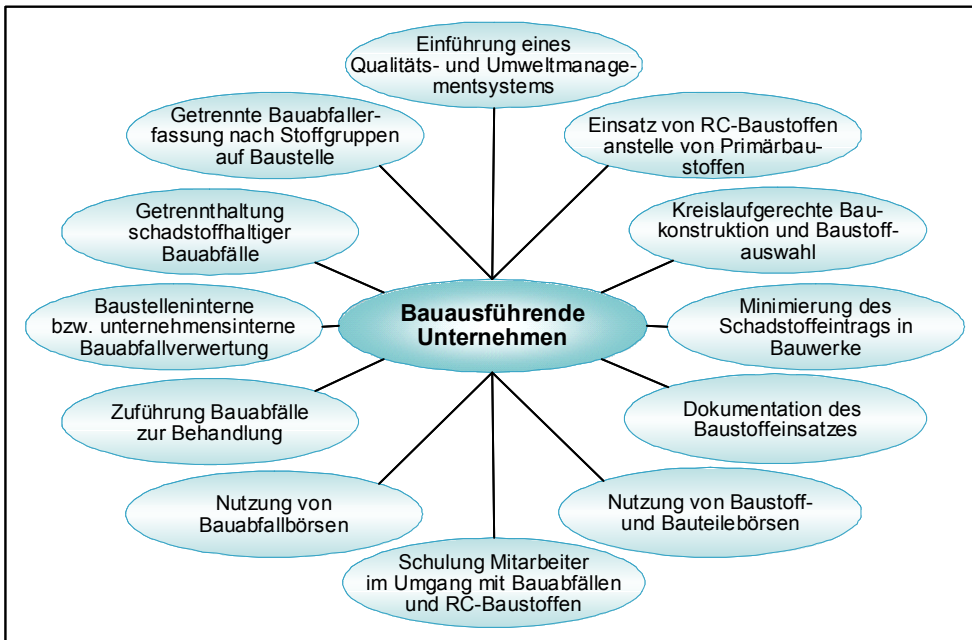 Einführung eines
Qualitäts- und Umweltmanage-
mentsystems
Getrennte Bauabfaller-
fassung nach Stoffgruppen
auf Baustelle
Einsatz von RC-Baustoffen
anstelle von Primärbau-
stoffen
Getrennthaltung
schadstoffhaltiger
Bauabfälle
Kreislaufgerechte Bau-
konstruktion und Baustoff-
auswahl
Baustelleninterne
bzw. unternehmensinterne
Bauabfallverwertung
Bauausführende
Unternehmen
Minimierung des
Schadstoffeintrags in
Bauwerke
Zuführung Bauabfälle
zur Behandlung
Dokumentation des
Baustoffeinsatzes
Nutzung von
Bauabfallbörsen
Nutzung von Baustoff-
und Bauteilebörsen
Schulung Mitarbeiter
im Umgang mit Bauabfällen
und RC-Baustoffen